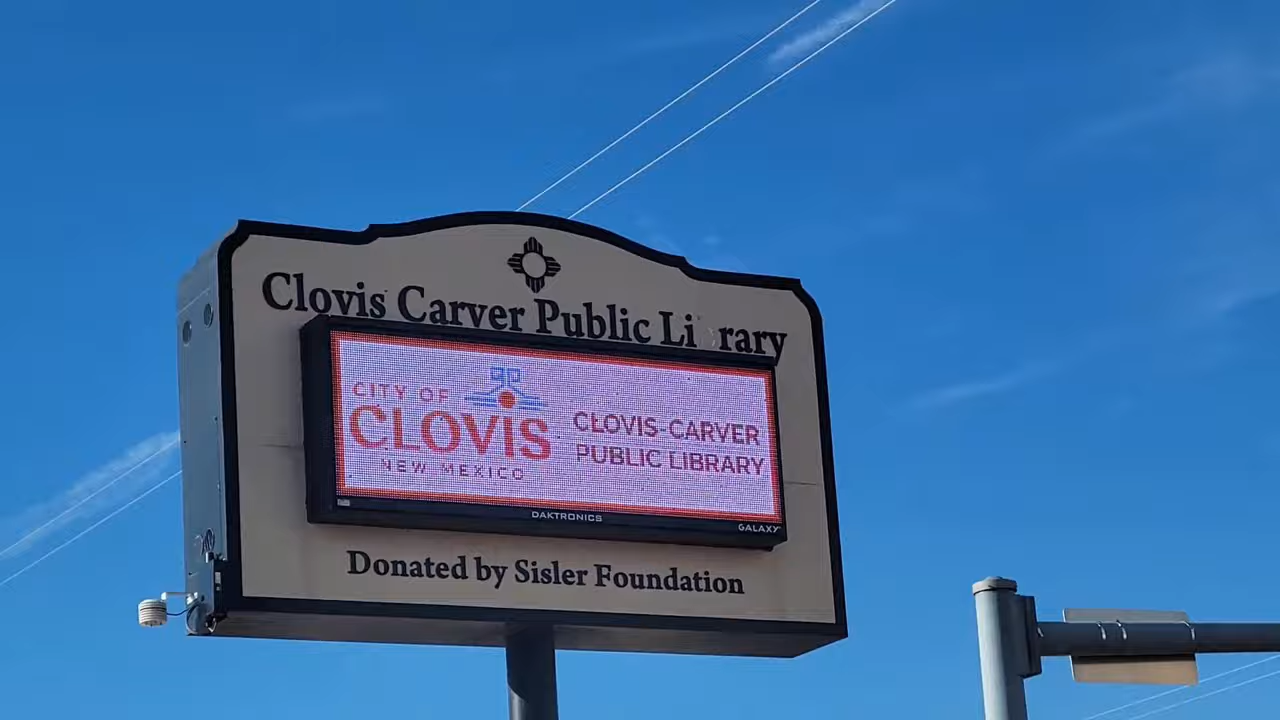 Clovis Carver Public Li rary
CITY OF
CLOVIS
NEW MEXICO
CLOVIS-CARVER
PUBLIC LIBRARY
DAKTRONICS
GALAXY
Donated by Sisler Foundation